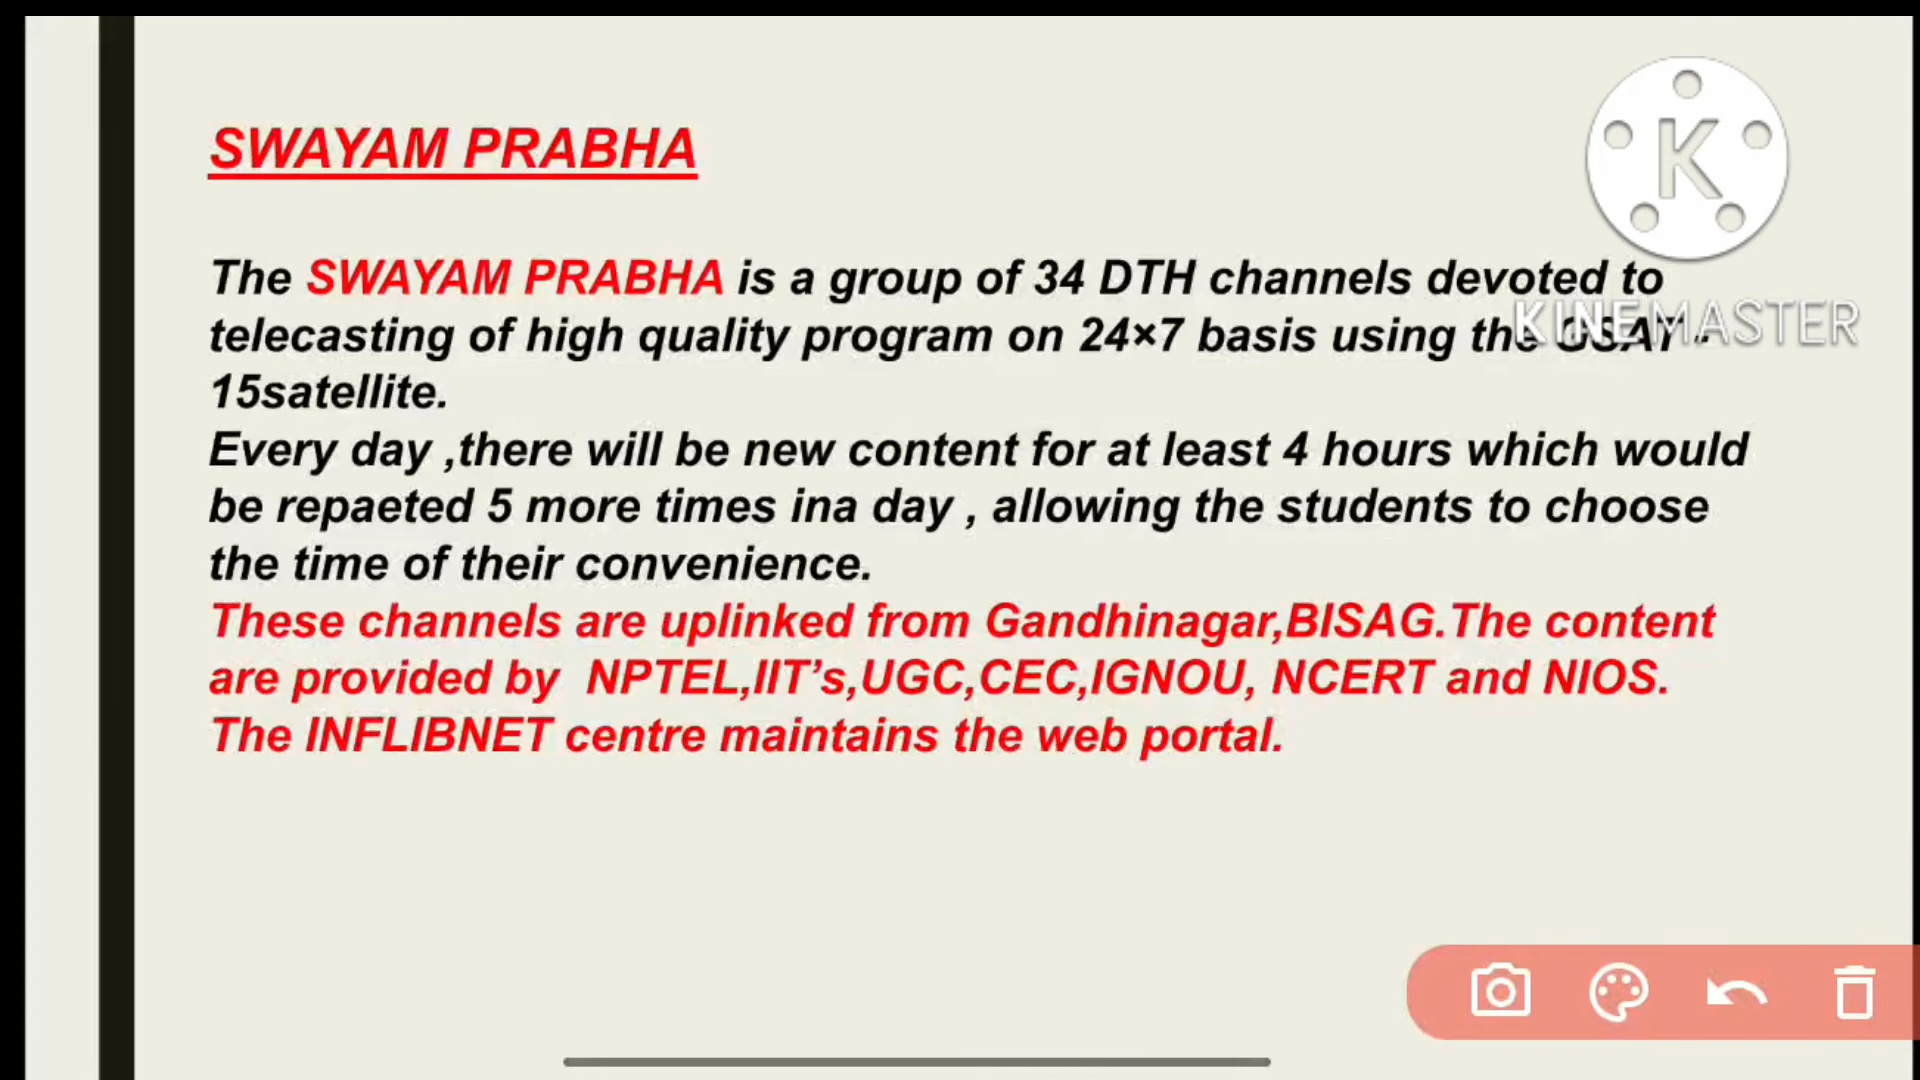 SWAYAM PRABHA
K
KINEMASTER
The SWAYAM PRABHA is a group of 34 DTH channels devoted to
telecasting of high quality program on 24×7 basis using the GSAT -
15satellite.
Every day ,there will be new content for at least 4 hours which would
be repaeted 5 more times ina day , allowing the students to choose
the time of their convenience.
These channels are uplinked from Gandhinagar,BISAG.The content
are provided by  NPTEL,IIT’s,UGC,CEC,IGNOU, NCERT and NIOS.
The INFLIBNET centre maintains the web portal.